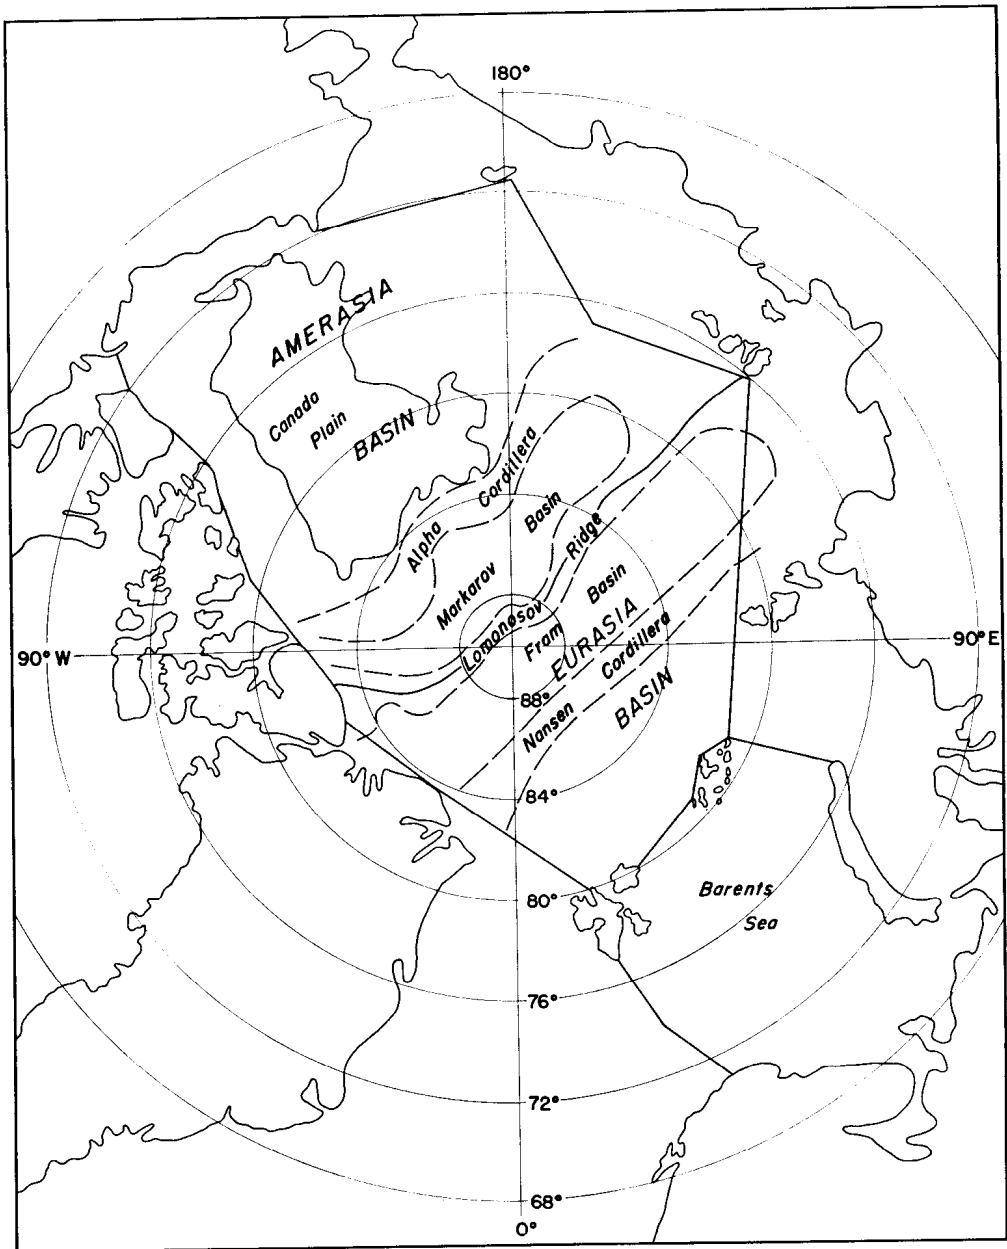 180°
AMERASIA
BASIN
Canada
Plain
Alpha
Cordillera
Markarov
Basin
Lomonosov
Ridge
Fram
Basin
EURASIA
BASIN
Nansen
Cordillera
90° W
90° E
88°
84°
80°
Barents
Sea
76°
72°
68°
0°